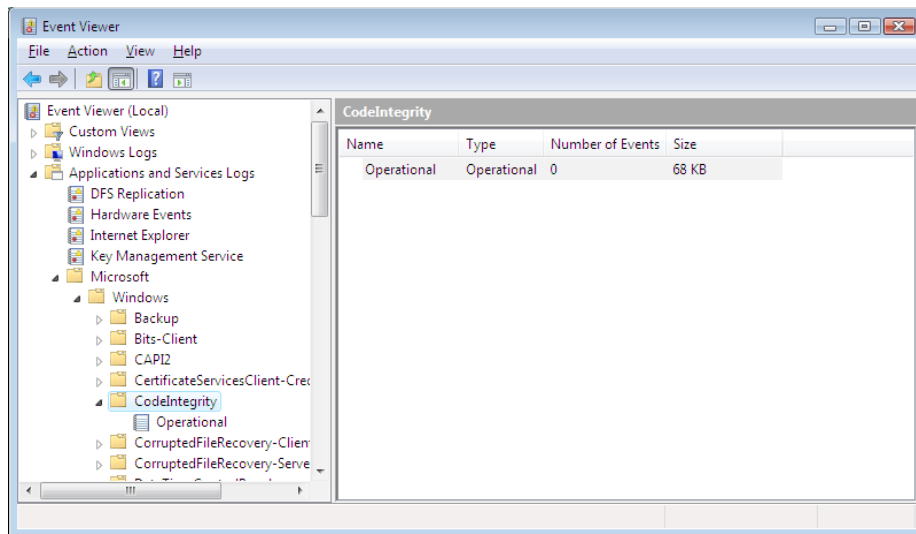 Event Viewer
File Action View Help
Event Viewer (Local)
Custom Views
Windows Logs
Applications and Services Logs
DFS Replication
Hardware Events
Internet Explorer
Key Management Service
Microsoft
Windows
Backup
Bits-Client
CAPI2
CertificateServicesClient-Cred
CodeIntegrity
Operational
CorruptedFileRecovery-Client
CorruptedFileRecovery-Serve
CodeIntegrity
Name Type Number of Events Size
Operational Operational 0 68 KB